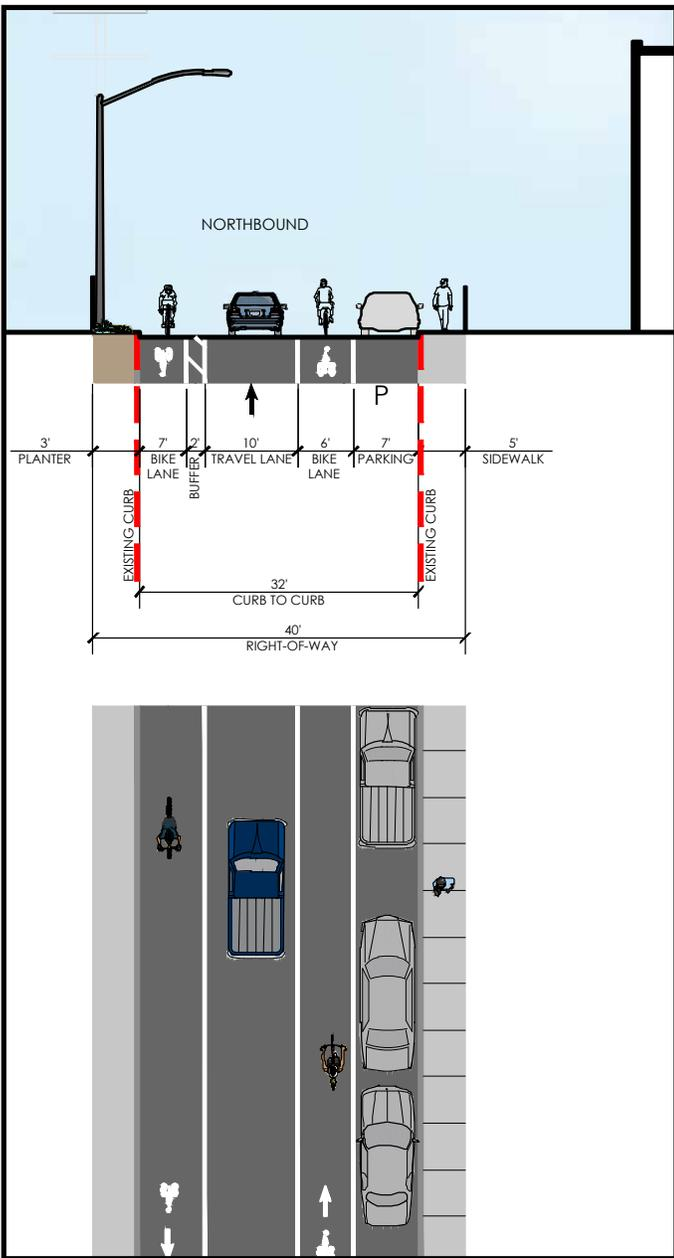 NORTHBOUND
P
3'
PLANTER
7'
BIKE
LANE
2'
BUFFER
10'
TRAVEL LANE
6'
BIKE
LANE
7'
PARKING
5'
SIDEWALK
EXISTING CURB
EXISTING CURB
32'
CURB TO CURB
40'
RIGHT-OF-WAY